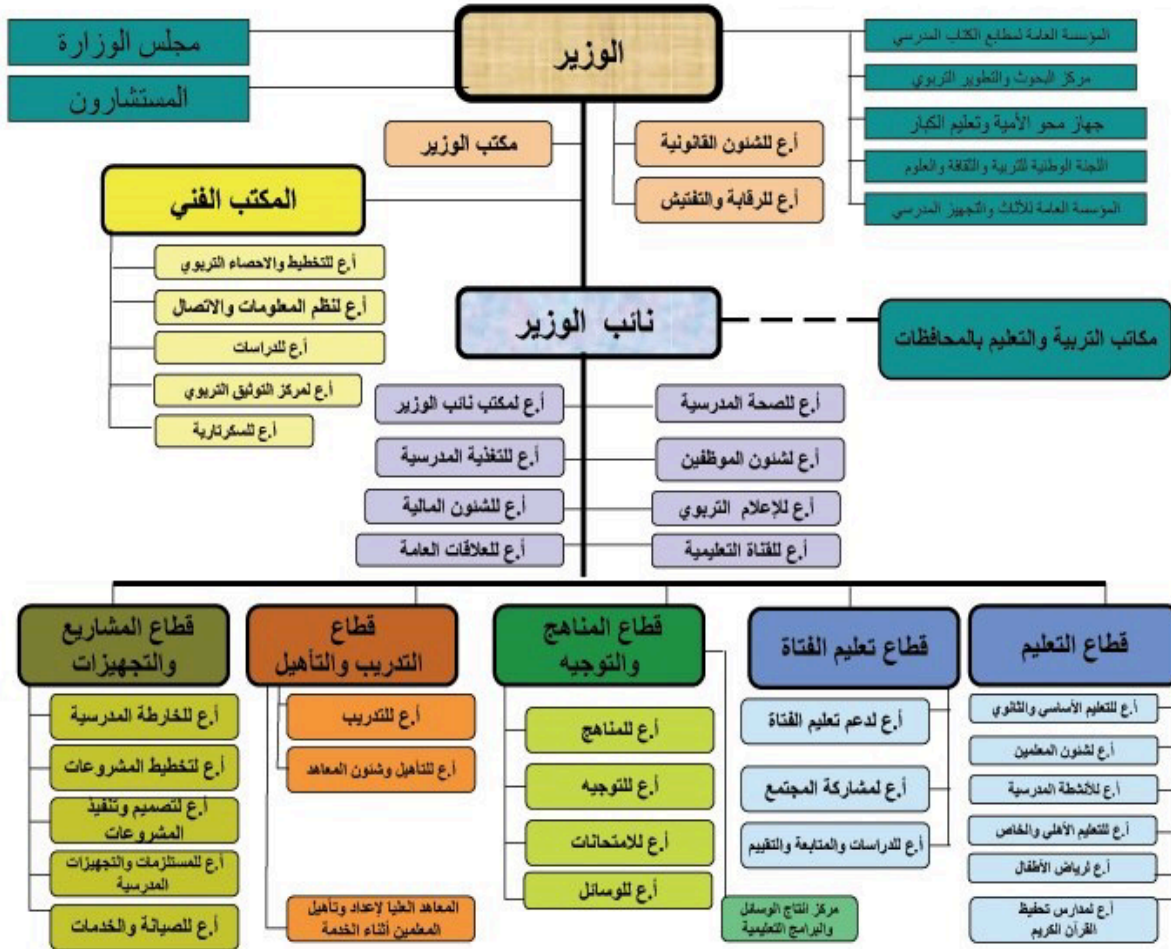 الوزير
مجلس الوزارة
المستشارون
المؤسسة العامة لمطابع الكتاب المدرسي
مركز البحوث والتطوير التربوي
جهاز محو الأمية وتعليم الكبار
اللجنة الوطنية للتربية والثقافة والعلوم
المؤسسة العامة للأثاث والتجهيز المدرسي
أ.ع للشئون القانونية
مكتب الوزير
أ.ع للرقابة والتفتيش
المكتب الفني
أ.ع للتخطيط والاحصاء التربوي
أ.ع لنظم المعلومات والاتصال
أ.ع للدراسات
أ.ع لمركز التوثيق التربوي
أ.ع للسكرتارية
نائب الوزير
مكاتب التربية والتعليم بالمحافظات
أ.ع للصحة المدرسية
أ.ع لمكتب نائب الوزير
أ.ع لشئون الموظفين
أ.ع للتغذية المدرسية
أ.ع للإعلام التربوي
أ.ع للشئون المالية
أ.ع للقناة التعليمية
أ.ع للعلاقات العامة
قطاع التعليم
أ.ع للتعليم الأساسي والثانوي
أ.ع لشئون المعلمين
أ.ع للأنشطة المدرسية
أ.ع للتعليم الأهلي والخاص
أ.ع لرياض الأطفال
أ.ع لمدارس تحفيظ
القرآن الكريم
قطاع تعليم الفتاة
أ.ع لدعم تعليم الفتاة
أ.ع لمشاركة المجتمع
أ.ع للدراسات والمتابعة والتقييم
قطاع المناهج
والتوجيه
أ.ع للمناهج
أ.ع للتوجيه
أ.ع للامتحانات
أ.ع للوسائل
مركز انتاج الوسائل
والبرامج التعليمية
قطاع
التدريب والتأهيل
أ.ع للتدريب
أ.ع للتأهيل وشئون المعاهد
المعاهد العليا لإعداد وتأهيل
المعلمين أثناء الخدمة
قطاع المشاريع
والتجهيزات
أ.ع للخارطة المدرسية
أ.ع لتخطيط المشروعات
أ.ع لتصميم وتنفيذ
المشروعات
أ.ع للمستلزمات والتجهيزات
المدرسية
أ.ع للصيانة والخدمات